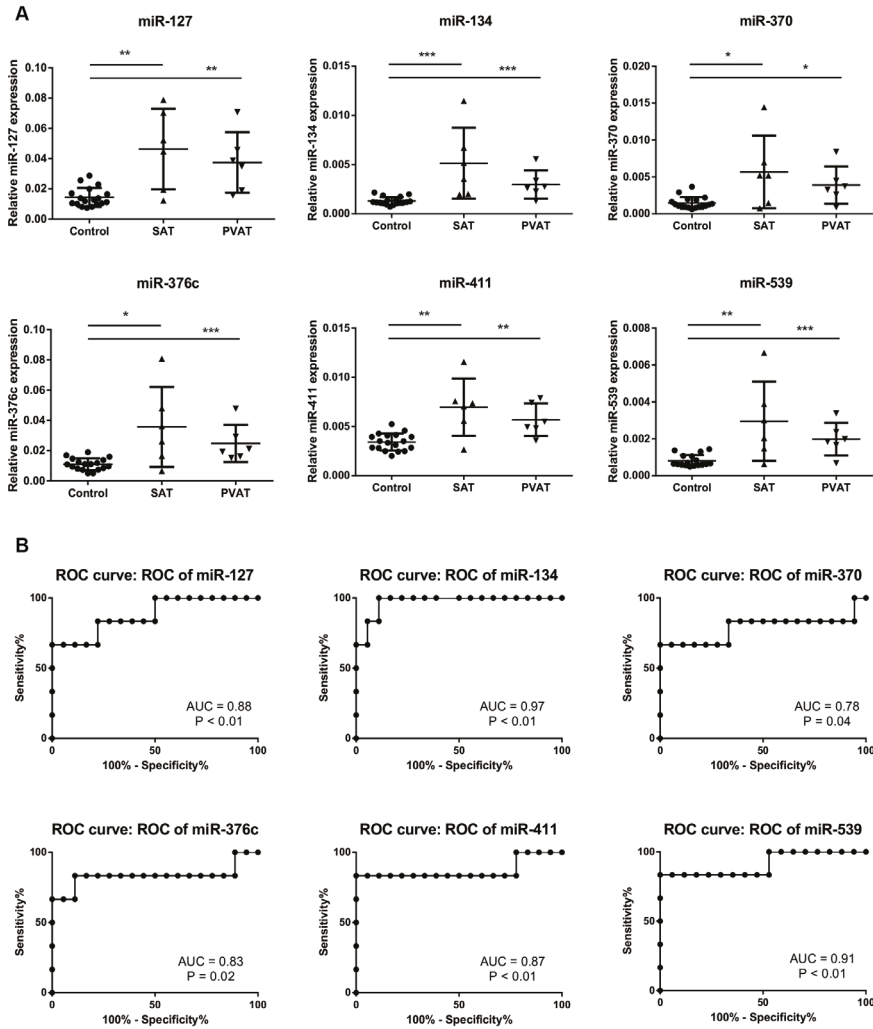 A
miR-127
miR-134
miR-370
** **
*** ***
* *
Relative miR-127 expression
0.10
0.08
0.06
0.04
0.02
0.00
Control SAT PVAT
Relative miR-134 expression
0.015
0.010
0.005
0.000
Control SAT PVAT
Relative miR-370 expression
0.020
0.015
0.010
0.005
0.000
Control SAT PVAT
miR-376c
miR-411
miR-539
* ***
** **
** ***
Relative miR-376c expression
0.10
0.08
0.06
0.04
0.02
0.00
Control SAT PVAT
Relative miR-411 expression
0.015
0.010
0.005
0.000
Control SAT PVAT
Relative miR-539 expression
0.008
0.006
0.004
0.002
0.000
Control SAT PVAT
B
ROC curve: ROC of miR-127
Sensitivity%
100
50
0
AUC = 0.88
P < 0.01
0 50 100
100% - Specificity%
ROC curve: ROC of miR-134
Sensitivity%
100
50
0
AUC = 0.97
P < 0.01
0 50 100
100% - Specificity%
ROC curve: ROC of miR-370
Sensitivity%
100
50
0
AUC = 0.78
P = 0.04
0 50 100
100% - Specificity%
ROC curve: ROC of miR-376c
Sensitivity%
100
50
0
AUC = 0.83
P = 0.02
0 50 100
100% - Specificity%
ROC curve: ROC of miR-411
Sensitivity%
100
50
0
AUC = 0.87
P < 0.01
0 50 100
100% - Specificity%
ROC curve: ROC of miR-539
Sensitivity%
100
50
0
AUC = 0.91
P < 0.01
0 50 100
100% - Specificity%